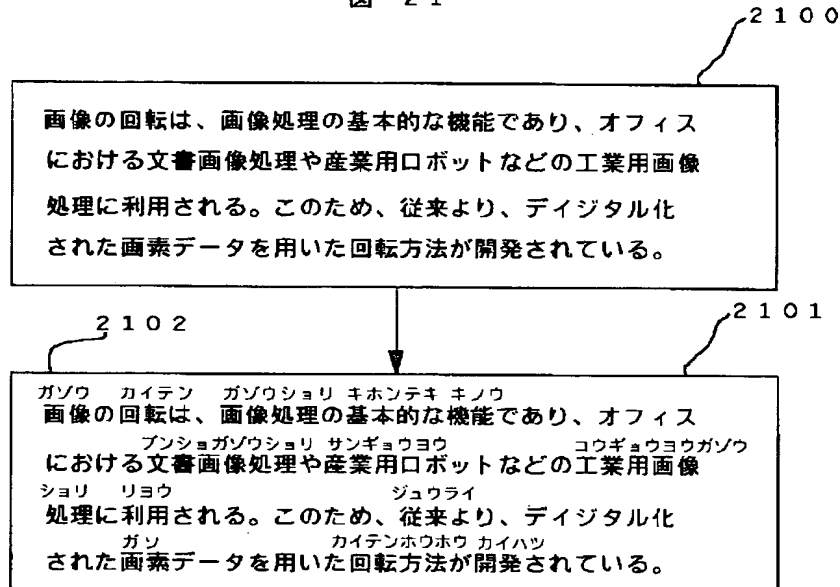 図 21
2100
画像の回転は、画像処理の基本的な機能であり、オフィス
における文書画像処理や産業用ロボットなどの工業用画像
処理に利用される。このため、従来より、デイジタル化
された画素データを用いた回転方法が開発されている。
2102
2101
ガゾウ カイテン ガゾウショリ キホンテキ キノウ
画像の回転は、画像処理の基本的な機能であり、オフィス
ブンショガゾウショリ サンギョウヨウ コウギョウヨウガゾウ
における文書画像処理や産業用ロボットなどの工業用画像
ショリ リヨウ ジュウライ
処理に利用される。このため、従来より、デイジタル化
ガソ カイテンホウホウ カイハツ
された画素データを用いた回転方法が開発されている。